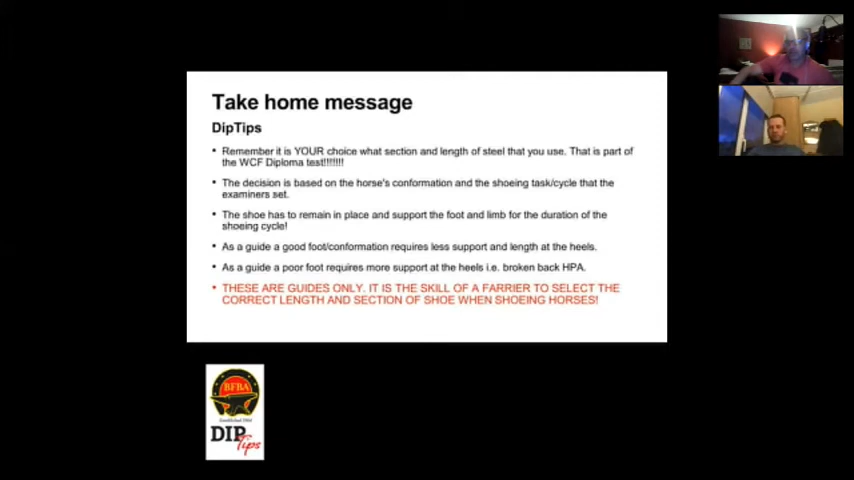 Take home message
DipTips
• Remember it is YOUR choice what section and length of steel that you use. That is part of
the WCF Diploma test!!!!!!!
• The decision is based on the horse's conformation and the shoeing task/cycle that the
examiners set.
• The shoe has to remain in place and support the foot and limb for the duration of the
shoeing cycle!
• As a guide a good foot/conformation requires less support and length at the heels.
• As a guide a poor foot requires more support at the heels i.e. broken back HPA.
• THESE ARE GUIDES ONLY. IT IS THE SKILL OF A FARRIER TO SELECT THE
CORRECT LENGTH AND SECTION OF SHOE WHEN SHOEING HORSES!
BFBA
DIP
Tips